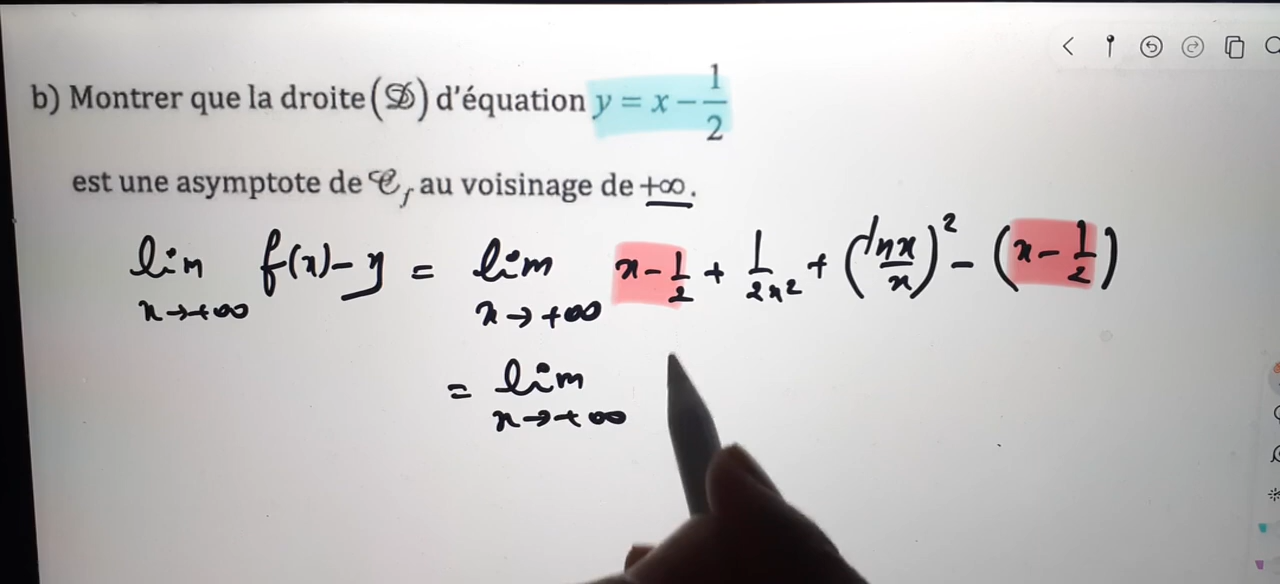 b) Montrer que la droite (𝒟) d'équation y = x − 1/2
est une asymptote de 𝒞f au voisinage de +∞.
lim x→+∞ f(x) − y = lim x→+∞ x − 1/2 + 1/2x² + (ln x/x)² − (x − 1/2)
= lim x→+∞